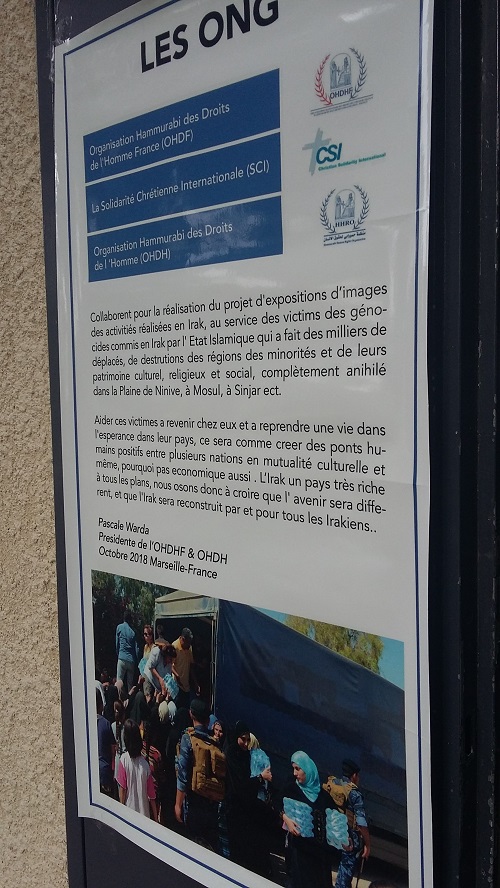 LES ONG
Organisation Hammurabi des Droits
de l'Homme France (OHDF)
La Solidarité Chrétienne Internationale (SCI)
Organisation Hammurabi des Droits
de l 'Homme (OHDH)
OHDHF
CSI
Christian Solidarity International
HHRO
Collaborent pour la réalisation du projet d'expositions d'images
des activités réalisées en Irak, au service des victims des géno-
cides commis en Irak par l' Etat Islamique qui a fait des milliers de
déplacés, de destrutions des régions des minorités et de leurs
patrimoine culturel, religieux et social, complètement anihilé
dans la Plaine de Ninive, à Mosul, à Sinjar ect.
Aider ces victimes a revenir chez eux et a reprendre une vie dans
l'esperance dans leur pays, ce sera comme creer des ponts hu-
mains positifs entre plusieurs nations en mutualité culturelle et
même, pourquoi pas economique aussi . L'Irak un pays très riche
à tous les plans, nous osons donc à croire que l' avenir sera diffe-
rent, et que l'Irak sera reconstruit par et pour tous les Irakiens..
Pascale Warda
Presidente de l'OHDHF & OHDH
Octobre 2018 Marseille-France